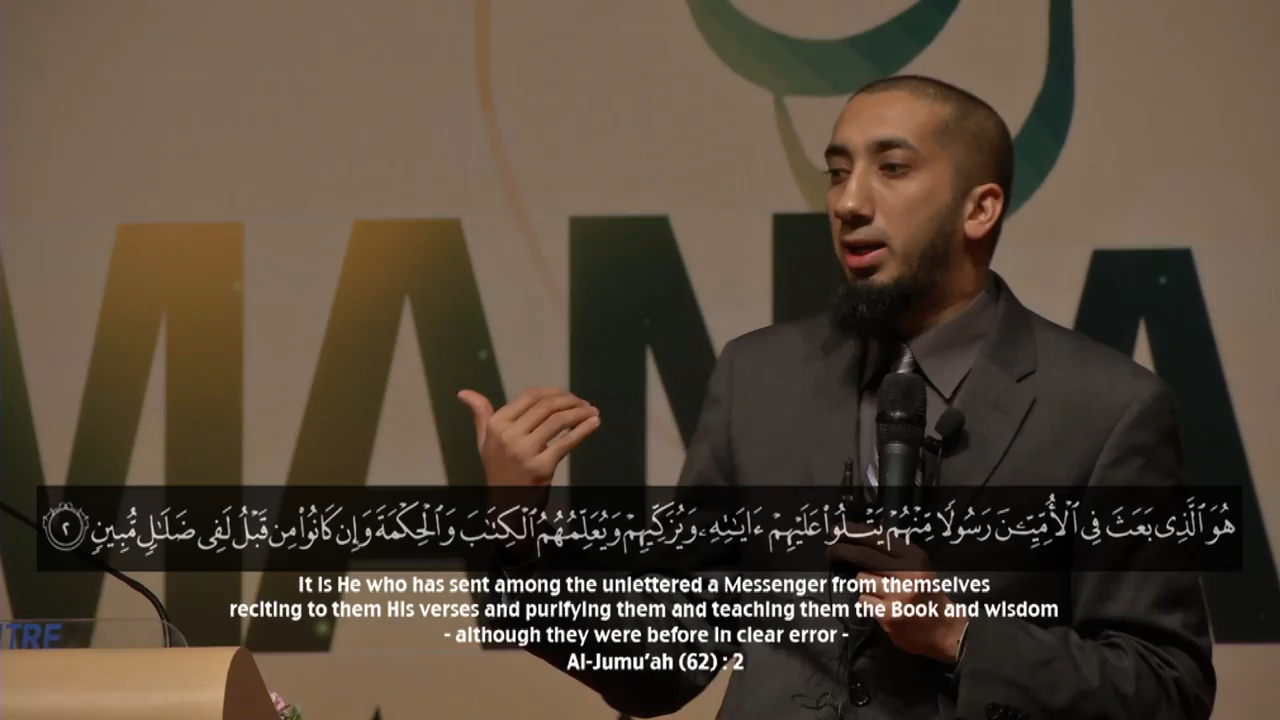 MANA
هُوَ ٱلَّذِى بَعَثَ فِى ٱلْأُمِّيِّـۧنَ رَسُولًا مِّنْهُمْ يَتْلُوا۟ عَلَيْهِمْ ءَايَـٰتِهِۦ وَيُزَكِّيهِمْ وَيُعَلِّمُهُمُ ٱلْكِتَـٰبَ وَٱلْحِكْمَةَ وَإِن كَانُوا۟ مِن قَبْلُ لَفِى ضَلَـٰلٍ مُّبِينٍ ٢
It is He who has sent among the unlettered a Messenger from themselves
reciting to them His verses and purifying them and teaching them the Book and wisdom
- although they were before in clear error -
Al-Jumu'ah (62) : 2
TRE